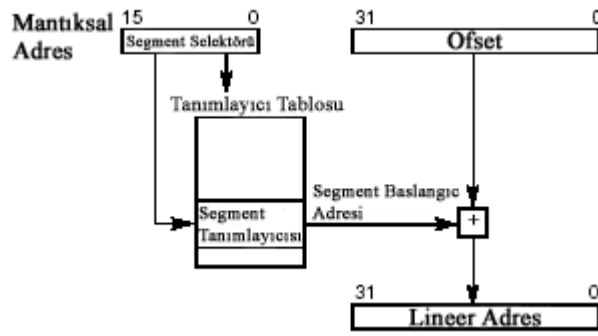 Mantıksal Adres
15 0
Segment Selektörü
31 0
Ofset
Tanımlayıcı Tablosu
Segment Tanımlayıcısı
Segment Baslangıc Adresi
+
31 0
Lineer Adres